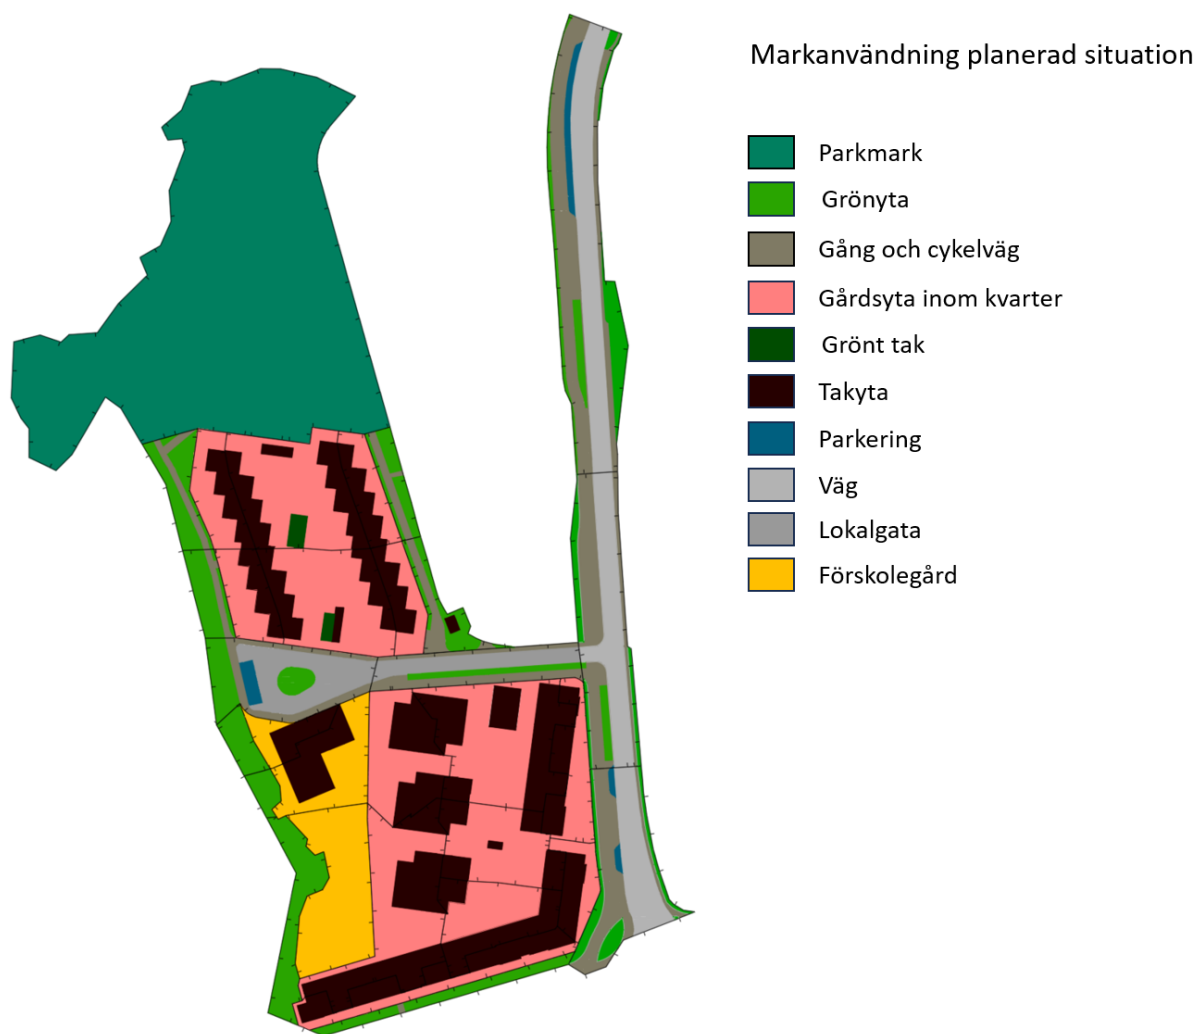 Markanvändning planerad situation
Parkmark
Grönyta
Gång och cykelväg
Gårdsyta inom kvarter
Grönt tak
Takyta
Parkering
Väg
Lokalgata
Förskolegård